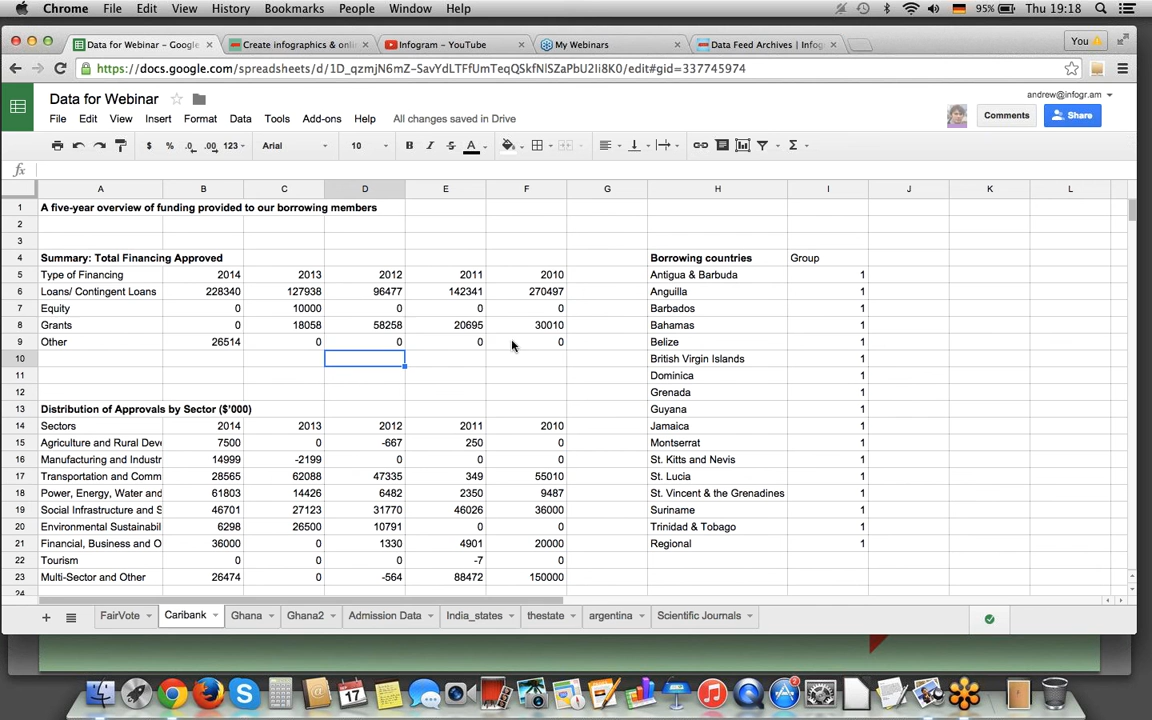 Chrome File Edit View History Bookmarks People Window Help 95% Thu 19:18
Data for Webinar - Google Create infographics & onli Infogram - YouTube My Webinars Data Feed Archives | Infog You
https://docs.google.com/spreadsheets/d/1D_qzmjN6mZ-SavYdLTFfUmTeqQSkfNlSZaPbU2Ii8K0/edit#gid=337745974
Data for Webinar andrew@infogr.am
File Edit View Insert Format Data Tools Add-ons Help All changes saved in Drive Comments Share
$ % .0 .00 123 Arial 10 B I S A Σ
fx
A B C D E F G H I J K L
1 A five-year overview of funding provided to our borrowing members
2
3
4 Summary: Total Financing Approved Borrowing countries Group
5 Type of Financing 2014 2013 2012 2011 2010 Antigua & Barbuda 1
6 Loans/ Contingent Loans 228340 127938 96477 142341 270497 Anguilla 1
7 Equity 0 10000 0 0 0 Barbados 1
8 Grants 0 18058 58258 20695 30010 Bahamas 1
9 Other 26514 0 0 0 0 Belize 1
10 British Virgin Islands 1
11 Dominica 1
12 Grenada 1
13 Distribution of Approvals by Sector ($'000) Guyana 1
14 Sectors 2014 2013 2012 2011 2010 Jamaica 1
15 Agriculture and Rural Deve 7500 0 -667 250 0 Montserrat 1
16 Manufacturing and Industr 14999 -2199 0 0 0 St. Kitts and Nevis 1
17 Transportation and Comm 28565 62088 47335 349 55010 St. Lucia 1
18 Power, Energy, Water and 61803 14426 6482 2350 9487 St. Vincent & the Grenadines 1
19 Social Infrastructure and S 46701 27123 31770 46026 36000 Suriname 1
20 Environmental Sustainabil 6298 26500 10791 0 0 Trinidad & Tobago 1
21 Financial, Business and O 36000 0 1330 4901 20000 Regional 1
22 Tourism 0 0 0 -7 0
23 Multi-Sector and Other 26474 0 -564 88472 150000
24
FairVote Caribank Ghana Ghana2 Admission Data India_states thestate argentina Scientific Journals
17